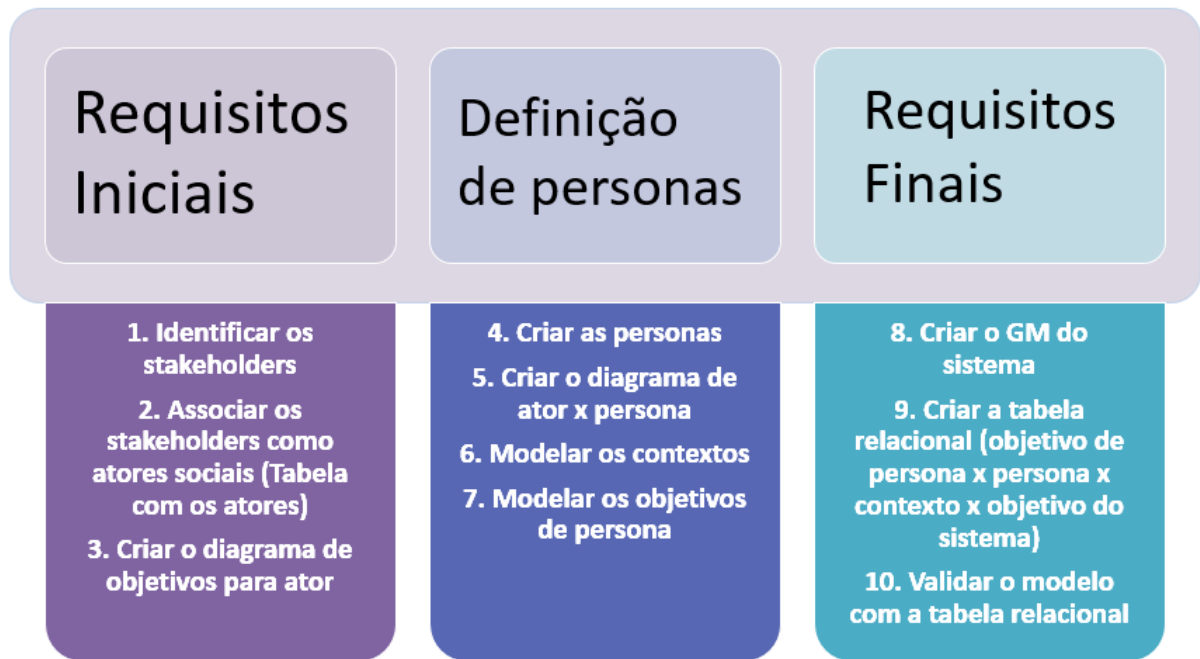 Requisitos
Iniciais
1. Identificar os
stakeholders
2. Associar os
stakeholders como
atores sociais (Tabela
com os atores)
3. Criar o diagrama de
objetivos para ator
Definição
de personas
4. Criar as personas
5. Criar o diagrama de
ator x persona
6. Modelar os contextos
7. Modelar os objetivos
de persona
Requisitos
Finais
8. Criar o GM do
sistema
9. Criar a tabela
relacional (objetivo de
persona x persona x
contexto x objetivo do
sistema)
10. Validar o modelo
com a tabela relacional